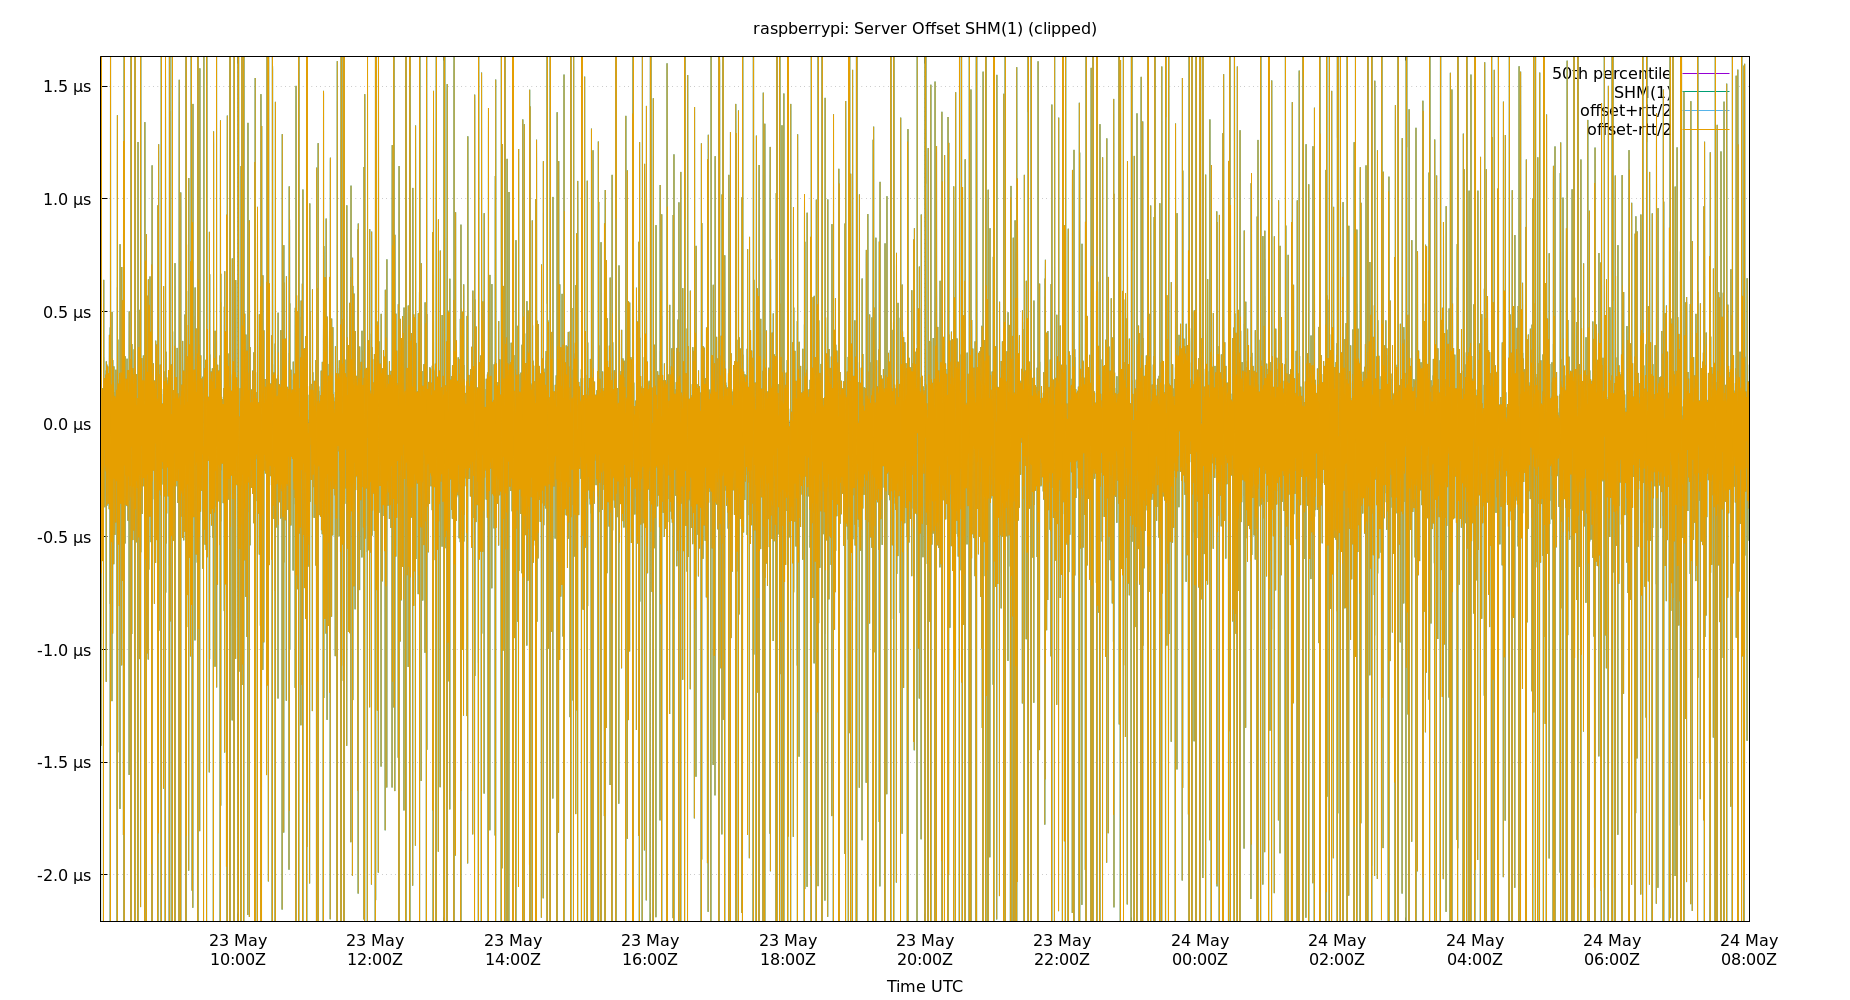 raspberrypi: Server Offset SHM(1) (clipped)
50th percentile
SHM(1)
offset+rtt/2
offset-rtt/2
1.5 µs
1.0 µs
0.5 µs
0.0 µs
-0.5 µs
-1.0 µs
-1.5 µs
-2.0 µs
23 May 23 May 23 May 23 May 23 May 23 May 23 May 24 May 24 May 24 May 24 May 24 May
10:00Z 12:00Z 14:00Z 16:00Z 18:00Z 20:00Z 22:00Z 00:00Z 02:00Z 04:00Z 06:00Z 08:00Z
Time UTC